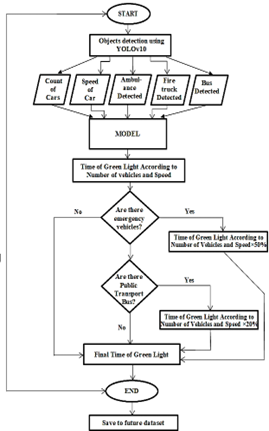 START
Objects detection using
YOLOv10
Count
of
Cars
Speed
of
Car
Ambul-
ance
Detected
Fire
truck
Detected
Bus
Detected
MODEL
Time of Green Light According to
Number of vehicles and Speed
Are there
emergency
vehicles?
No
Yes
Time of Green Light According to
Number of Vehicles and Speed+50%
Are there
Public
Transport
Bus?
Yes
No
Time of Green Light According to
Number of Vehicles and Speed +20%
Final Time of Green Light
END
Save to future dataset